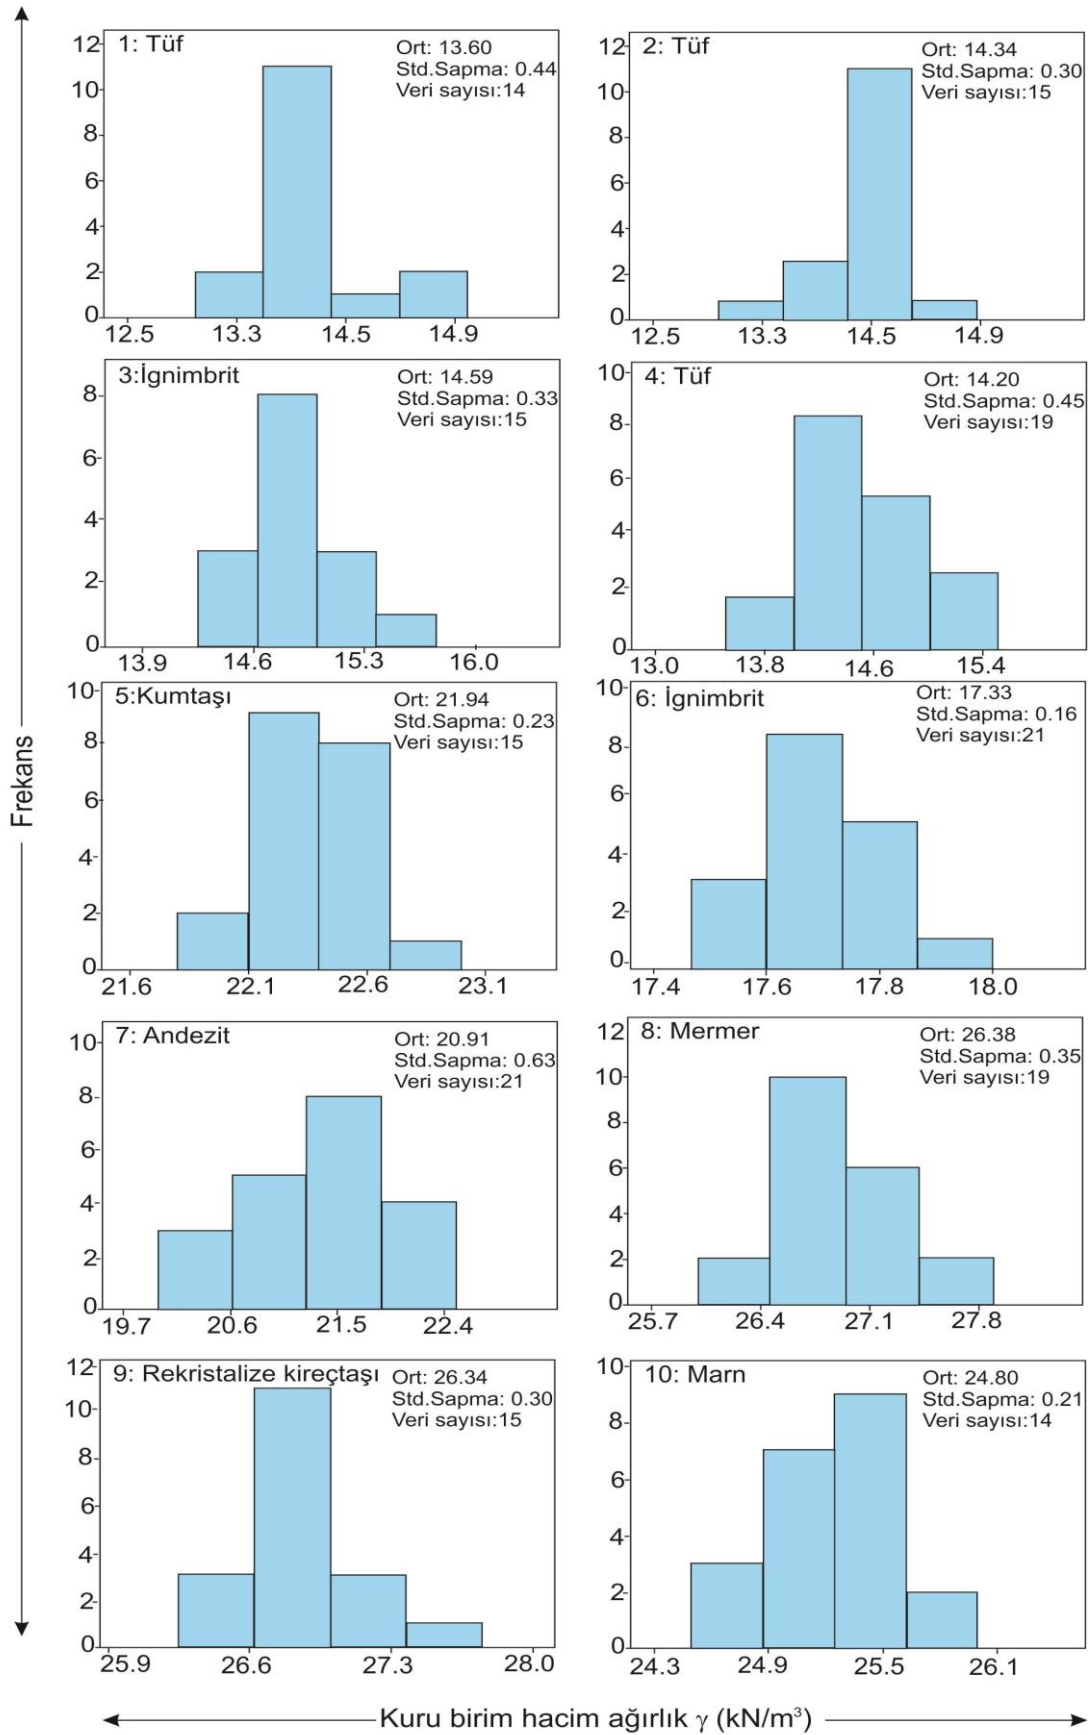 Frekans
1: Tüf
Ort: 13.60
Std.Sapma: 0.44
Veri sayısı:14
12
10
8
6
4
2
0
12.5 13.3 14.5 14.9
2: Tüf
Ort: 14.34
Std.Sapma: 0.30
Veri sayısı:15
12
10
8
6
4
2
0
12.5 13.3 14.5 14.9
3:İgnimbrit
Ort: 14.59
Std.Sapma: 0.33
Veri sayısı:15
8
6
4
2
0
13.9 14.6 15.3 16.0
4: Tüf
Ort: 14.20
Std.Sapma: 0.45
Veri sayısı:19
10
8
6
4
2
0
13.0 13.8 14.6 15.4
5:Kumtaşı
Ort: 21.94
Std.Sapma: 0.23
Veri sayısı:15
10
8
6
4
2
0
21.6 22.1 22.6 23.1
6: İgnimbrit
Ort: 17.33
Std.Sapma: 0.16
Veri sayısı:21
10
8
6
4
2
0
17.4 17.6 17.8 18.0
7: Andezit
Ort: 20.91
Std.Sapma: 0.63
Veri sayısı:21
10
8
6
4
2
0
19.7 20.6 21.5 22.4
8: Mermer
Ort: 26.38
Std.Sapma: 0.35
Veri sayısı:19
12
10
8
6
4
2
0
25.7 26.4 27.1 27.8
9: Rekristalize kireçtaşı
Ort: 26.34
Std.Sapma: 0.30
Veri sayısı:15
12
10
8
6
4
2
0
25.9 26.6 27.3 28.0
10: Marn
Ort: 24.80
Std.Sapma: 0.21
Veri sayısı:14
10
8
6
4
2
0
24.3 24.9 25.5 26.1
Kuru birim hacim ağırlık γ (kN/m³)